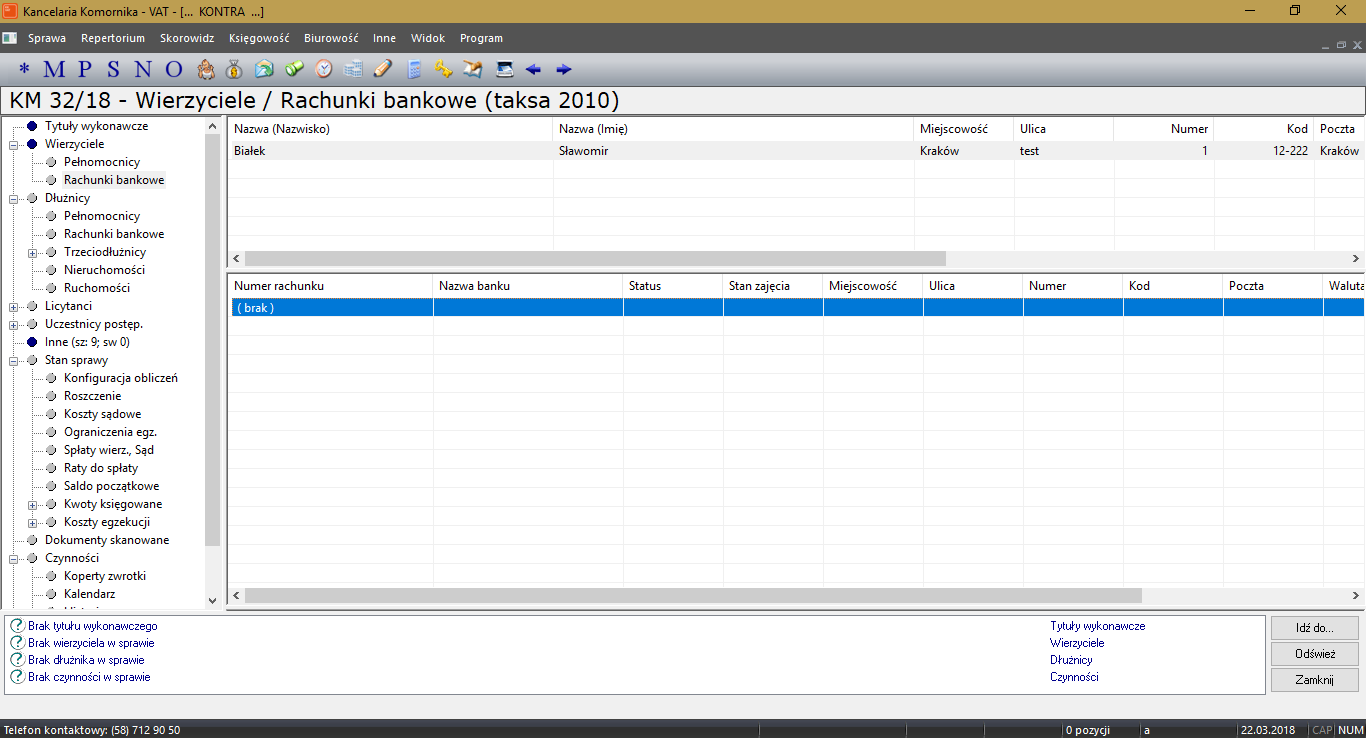 Kancelaria Komornika - VAT - [... KONTRA ...]
Sprawa Repertorium Skorowidz Księgowość Biurowość Inne Widok Program
* M P S N O
KM 32/18 - Wierzyciele / Rachunki bankowe (taksa 2010)
Tytuły wykonawcze
Wierzyciele
Pełnomocnicy
Rachunki bankowe
Dłużnicy
Pełnomocnicy
Rachunki bankowe
Trzeciodłużnicy
Nieruchomości
Ruchomości
Licytanci
Uczestnicy postęp.
Inne (sz: 9; sw 0)
Stan sprawy
Konfiguracja obliczeń
Roszczenie
Koszty sądowe
Ograniczenia egz.
Spłaty wierz., Sąd
Raty do spłaty
Saldo początkowe
Kwoty księgowane
Koszty egzekucji
Dokumenty skanowane
Czynności
Koperty zwrotki
Kalendarz
Nazwa (Nazwisko) Nazwa (Imię) Miejscowość Ulica Numer Kod Poczta
Białek Sławomir Kraków test 1 12-222 Kraków
Numer rachunku Nazwa banku Status Stan zajęcia Miejscowość Ulica Numer Kod Poczta Waluta
( brak )
Brak tytułu wykonawczego Tytuły wykonawcze
Brak wierzyciela w sprawie Wierzyciele
Brak dłużnika w sprawie Dłużnicy
Brak czynności w sprawie Czynności
Idź do...
Odśwież
Zamknij
Telefon kontaktowy: (58) 712 90 50 0 pozycji a 22.03.2018 CAP NUM